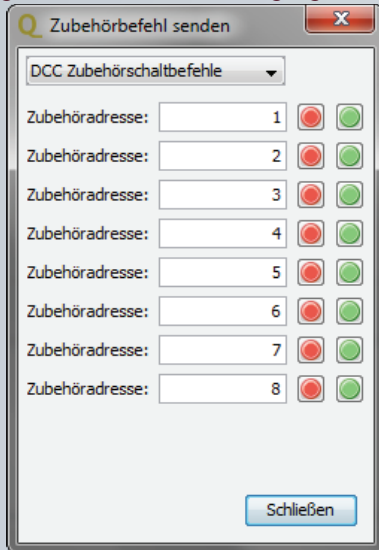 Zubehörbefehl senden
DCC Zubehörschaltbefehle
Zubehöradresse: 1
Zubehöradresse: 2
Zubehöradresse: 3
Zubehöradresse: 4
Zubehöradresse: 5
Zubehöradresse: 6
Zubehöradresse: 7
Zubehöradresse: 8
Schließen